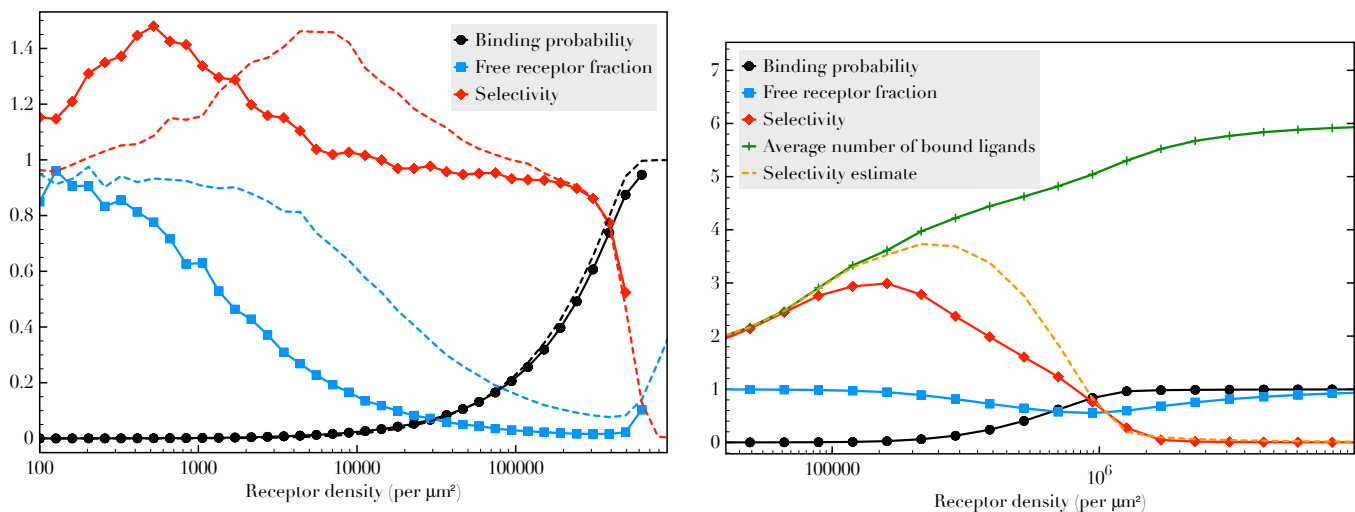 1.4
1.2
1
0.8
0.6
0.4
0.2
0
Binding probability
Free receptor fraction
Selectivity
100
1000
10000
100000
Receptor density (per µm²)
7
6
5
4
3
2
1
0
Binding probability
Free receptor fraction
Selectivity
Average number of bound ligands
Selectivity estimate
100000
10⁶
Receptor density (per µm²)